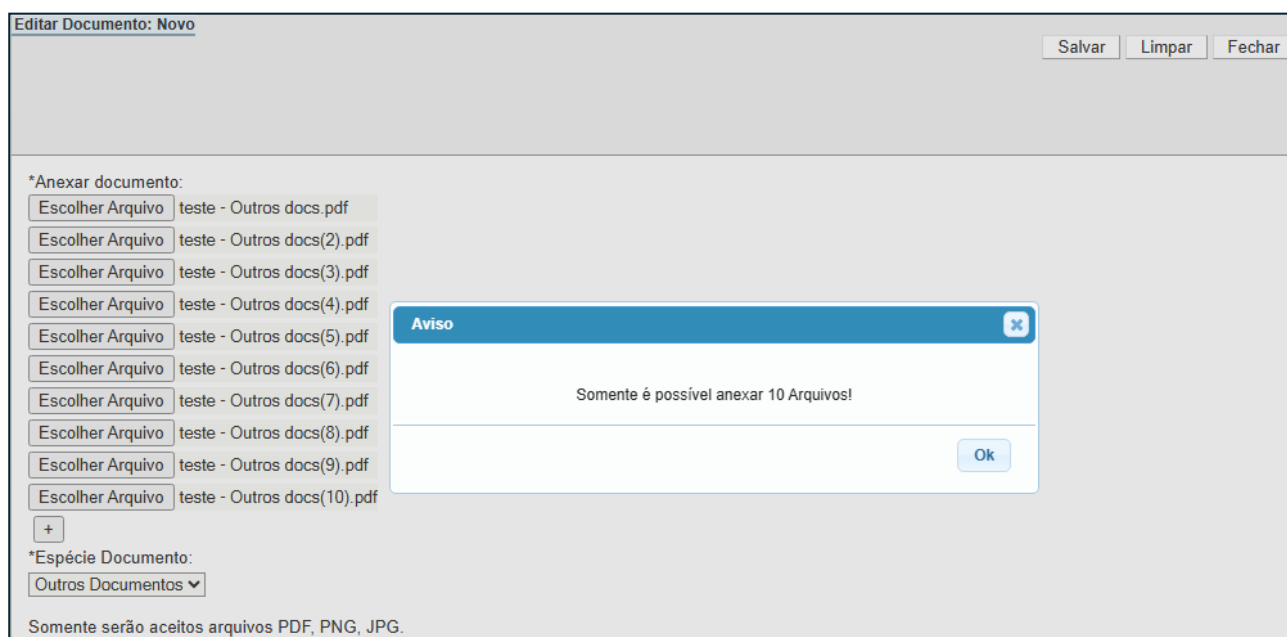 Editar Documento: Novo
Salvar Limpar Fechar
*Anexar documento:
Escolher Arquivo teste - Outros docs.pdf
Escolher Arquivo teste - Outros docs(2).pdf
Escolher Arquivo teste - Outros docs(3).pdf
Escolher Arquivo teste - Outros docs(4).pdf
Escolher Arquivo teste - Outros docs(5).pdf
Escolher Arquivo teste - Outros docs(6).pdf
Escolher Arquivo teste - Outros docs(7).pdf
Escolher Arquivo teste - Outros docs(8).pdf
Escolher Arquivo teste - Outros docs(9).pdf
Escolher Arquivo teste - Outros docs(10).pdf
+
Aviso
Somente é possível anexar 10 Arquivos!
Ok
*Espécie Documento:
Outros Documentos
Somente serão aceitos arquivos PDF, PNG, JPG.